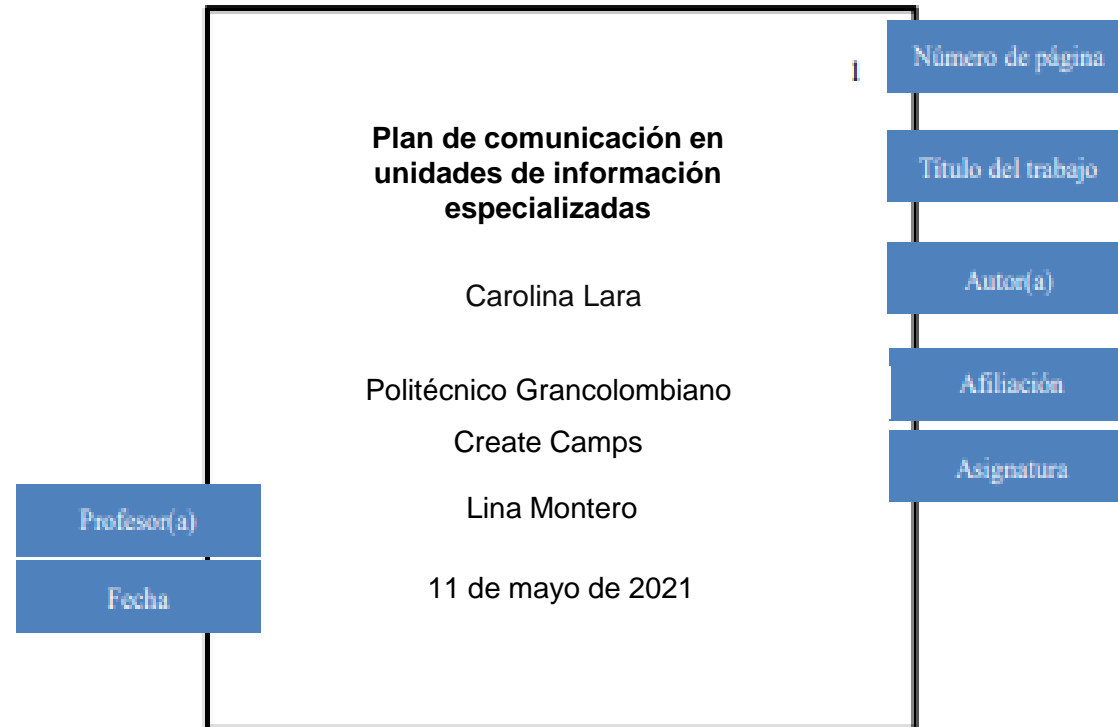 1
Número de página
Plan de comunicación en
unidades de información
especializadas
Título del trabajo
Carolina Lara
Autor(a)
Politécnico Grancolombiano
Afiliación
Create Camps
Asignatura
Lina Montero
Profesor(a)
11 de mayo de 2021
Fecha